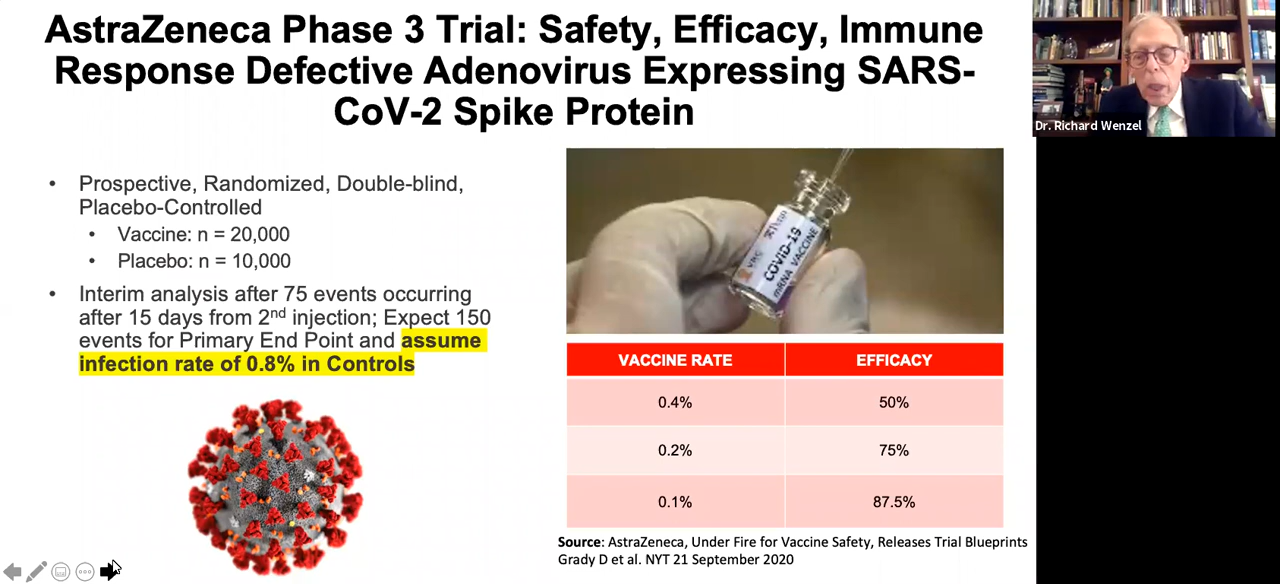 AstraZeneca Phase 3 Trial: Safety, Efficacy, Immune
Response Defective Adenovirus Expressing SARS-
CoV-2 Spike Protein
Dr. Richard Wenzel
• Prospective, Randomized, Double-blind,
Placebo-Controlled
• Vaccine: n = 20,000
• Placebo: n = 10,000
• Interim analysis after 75 events occurring
after 15 days from 2nd injection; Expect 150
events for Primary End Point and assume
infection rate of 0.8% in Controls
COVID-19
mRNA VACCINE
VACCINE RATE EFFICACY
0.4% 50%
0.2% 75%
0.1% 87.5%
Source: AstraZeneca, Under Fire for Vaccine Safety, Releases Trial Blueprints
Grady D et al. NYT 21 September 2020